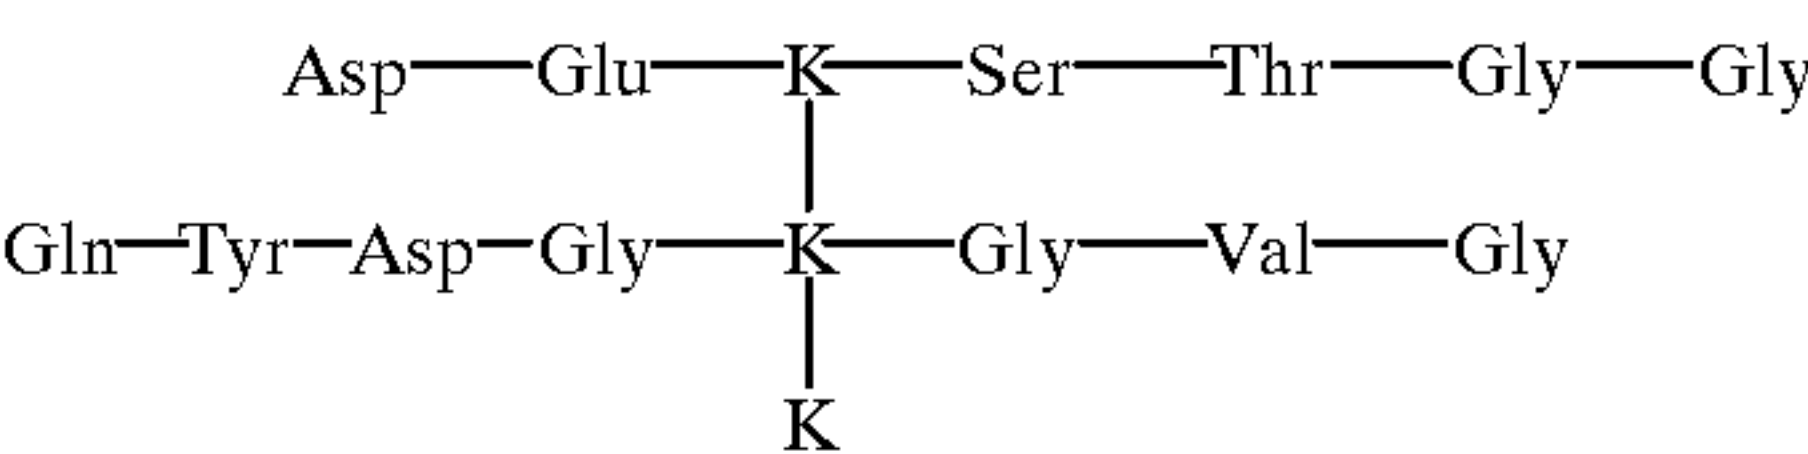 Asp Glu K Ser Thr Gly Gly
Gln Tyr Asp Gly K Gly Val Gly
K